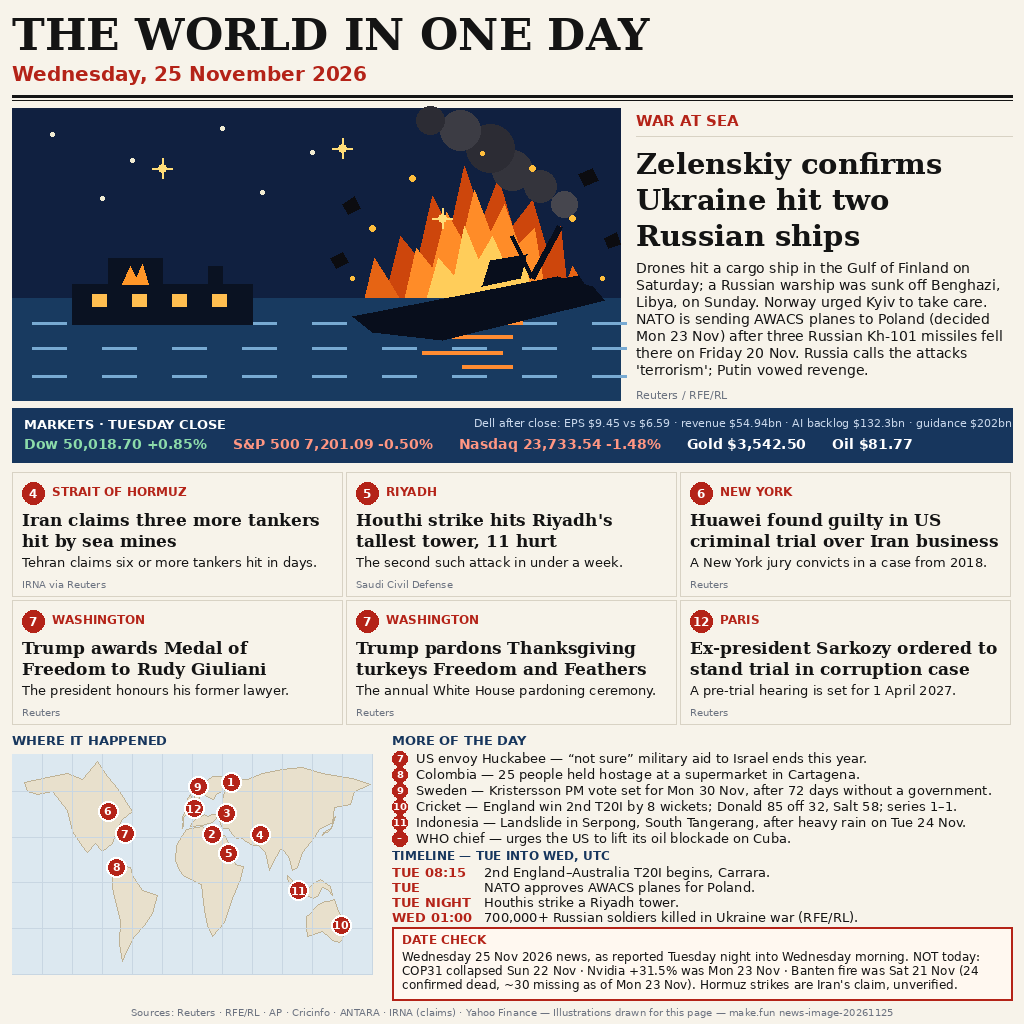 THE WORLD IN ONE DAY
Wednesday, 25 November 2026
WAR AT SEA
Zelenskiy confirms
Ukraine hit two
Russian ships
Drones hit a cargo ship in the Gulf of Finland on
Saturday; a Russian warship was sunk off Benghazi,
Libya, on Sunday. Norway urged Kyiv to take care.
NATO is sending AWACS planes to Poland (decided
Mon 23 Nov) after three Russian Kh-101 missiles fell
there on Friday 20 Nov. Russia calls the attacks
'terrorism'; Putin vowed revenge.
Reuters / RFE/RL
MARKETS · TUESDAY CLOSE
Dell after close: EPS $9.45 vs $6.59 · revenue $54.94bn · AI backlog $132.3bn · guidance $202bn
Dow 50,018.70 +0.85% S&P 500 7,201.09 -0.50% Nasdaq 23,733.54 -1.48% Gold $3,542.50 Oil $81.77
4 STRAIT OF HORMUZ
Iran claims three more tankers
hit by sea mines
Tehran claims six or more tankers hit in days.
IRNA via Reuters
5 RIYADH
Houthi strike hits Riyadh's
tallest tower, 11 hurt
The second such attack in under a week.
Saudi Civil Defense
6 NEW YORK
Huawei found guilty in US
criminal trial over Iran business
A New York jury convicts in a case from 2018.
Reuters
7 WASHINGTON
Trump awards Medal of
Freedom to Rudy Giuliani
The president honours his former lawyer.
Reuters
7 WASHINGTON
Trump pardons Thanksgiving
turkeys Freedom and Feathers
The annual White House pardoning ceremony.
Reuters
12 PARIS
Ex-president Sarkozy ordered to
stand trial in corruption case
A pre-trial hearing is set for 1 April 2027.
Reuters
WHERE IT HAPPENED
9 1
6 12 3
7 2 4
5
8
11
10
MORE OF THE DAY
7 US envoy Huckabee — “not sure” military aid to Israel ends this year.
8 Colombia — 25 people held hostage at a supermarket in Cartagena.
9 Sweden — Kristersson PM vote set for Mon 30 Nov, after 72 days without a government.
10 Cricket — England win 2nd T20I by 8 wickets; Donald 85 off 32, Salt 58; series 1–1.
11 Indonesia — Landslide in Serpong, South Tangerang, after heavy rain on Tue 24 Nov.
– WHO chief — urges the US to lift its oil blockade on Cuba.
TIMELINE — TUE INTO WED, UTC
TUE 08:15 2nd England–Australia T20I begins, Carrara.
TUE NATO approves AWACS planes for Poland.
TUE NIGHT Houthis strike a Riyadh tower.
WED 01:00 700,000+ Russian soldiers killed in Ukraine war (RFE/RL).
DATE CHECK
Wednesday 25 Nov 2026 news, as reported Tuesday night into Wednesday morning. NOT today:
COP31 collapsed Sun 22 Nov · Nvidia +31.5% was Mon 23 Nov · Banten fire was Sat 21 Nov (24
confirmed dead, ~30 missing as of Mon 23 Nov). Hormuz strikes are Iran's claim, unverified.
Sources: Reuters · RFE/RL · AP · Cricinfo · ANTARA · IRNA (claims) · Yahoo Finance — Illustrations drawn for this page — make.fun news-image-20261125